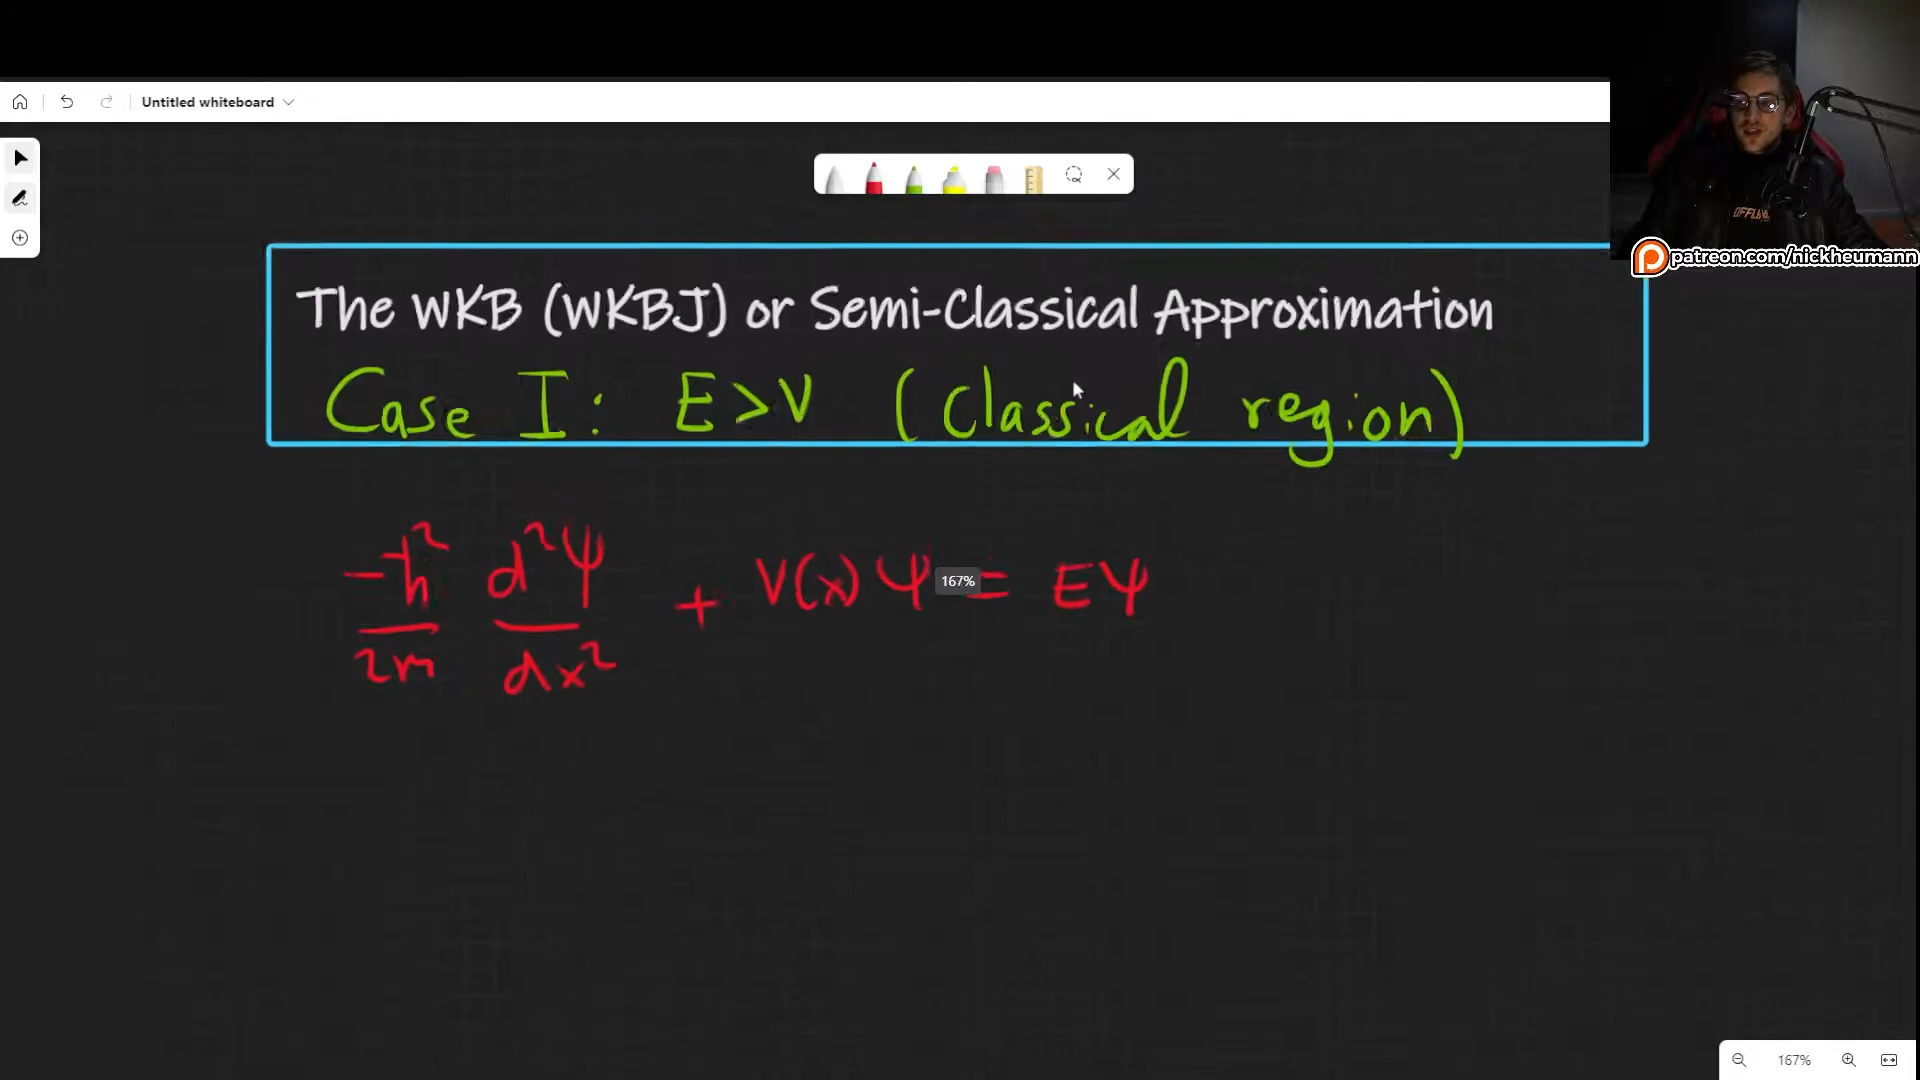 Untitled whiteboard
patreon.com/nickheumann
The WKB (WKBJ) or Semi-Classical Approximation
Case I: E>V (Classical region)
-ħ²/2m d²ψ/dx² + V(x)ψ = Eψ
167%
167%